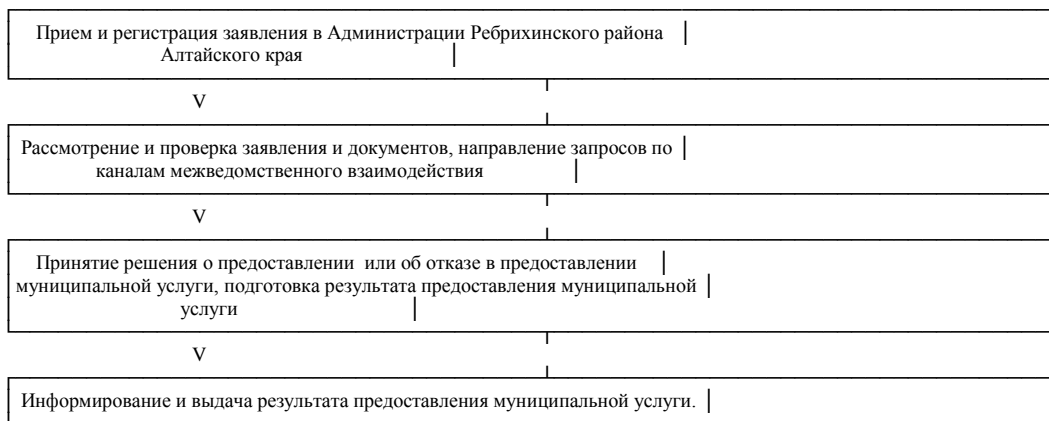 Прием и регистрация заявления в Администрации Ребрихинского района
Алтайского края
V
Рассмотрение и проверка заявления и документов, направление запросов по
каналам межведомственного взаимодействия
V
Принятие решения о предоставлении или об отказе в предоставлении
муниципальной услуги, подготовка результата предоставления муниципальной
услуги
V
Информирование и выдача результата предоставления муниципальной услуги.